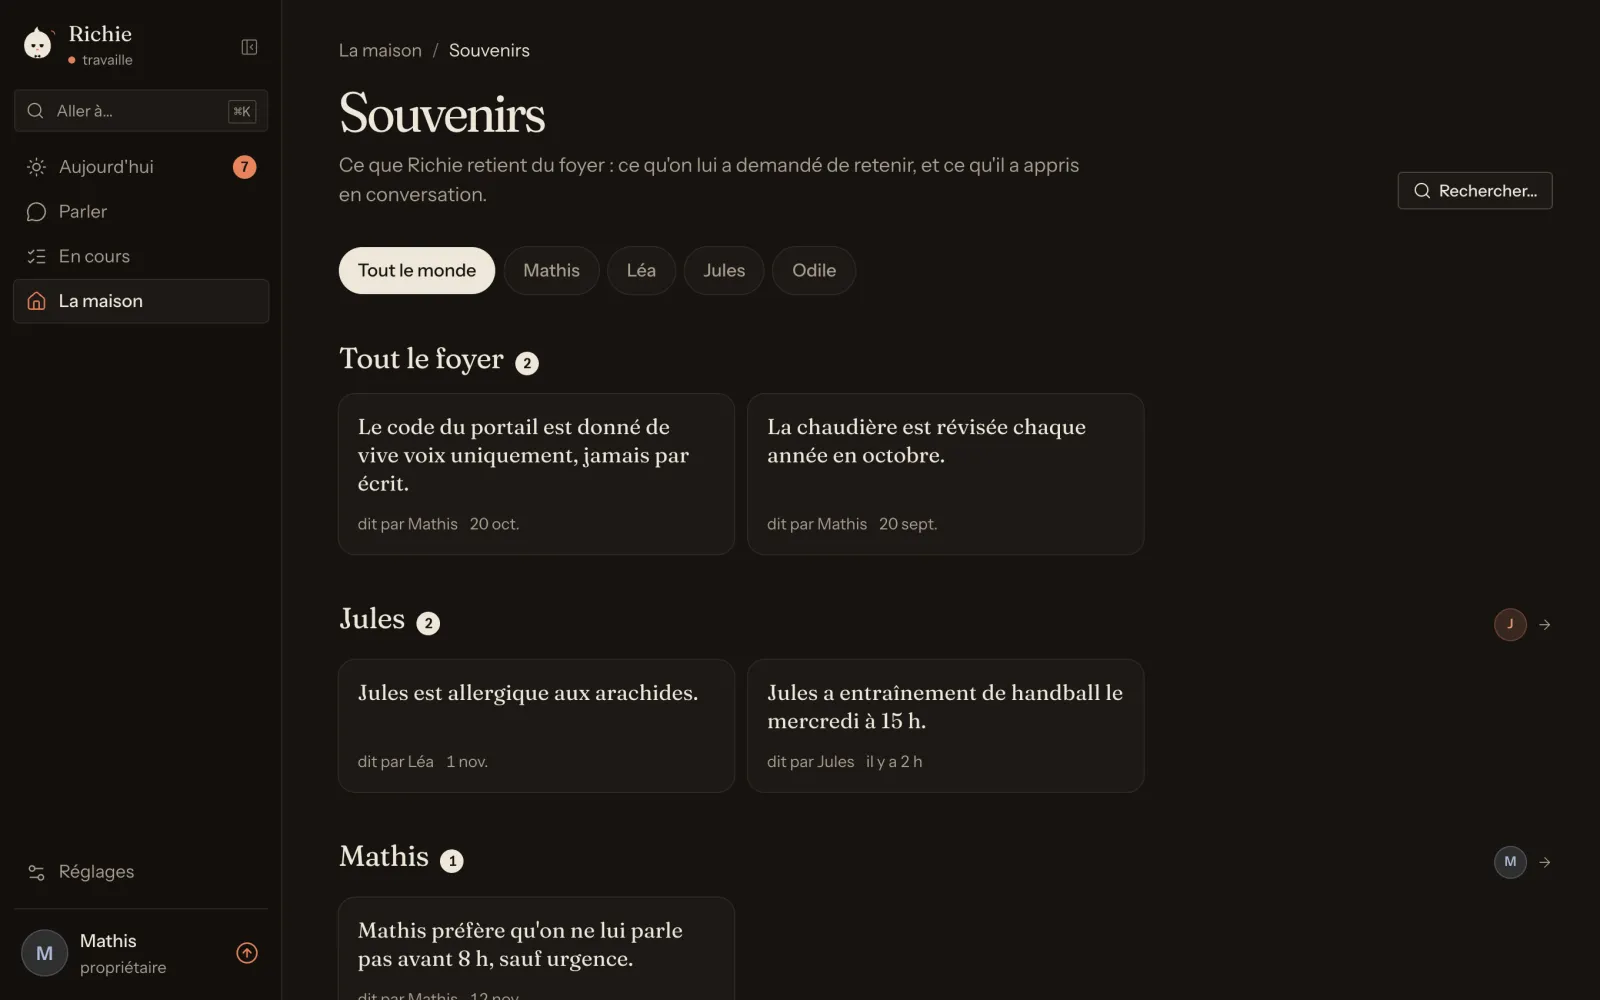 Richie
travaille
Aller à...
⌘K
Aujourd'hui
7
Parler
En cours
La maison
Réglages
M
Mathis
propriétaire
La maison / Souvenirs
Souvenirs
Ce que Richie retient du foyer : ce qu'on lui a demandé de retenir, et ce qu'il a appris
en conversation.
Rechercher...
Tout le monde
Mathis
Léa
Jules
Odile
Tout le foyer 2
Le code du portail est donné de
vive voix uniquement, jamais par
écrit.
dit par Mathis 20 oct.
La chaudière est révisée chaque
année en octobre.
dit par Mathis 20 sept.
Jules 2
J
Jules est allergique aux arachides.
dit par Léa 1 nov.
Jules a entraînement de handball le
mercredi à 15 h.
dit par Jules il y a 2 h
Mathis 1
M
Mathis préfère qu'on ne lui parle
pas avant 8 h, sauf urgence.
dit par Mathis 12 nov.